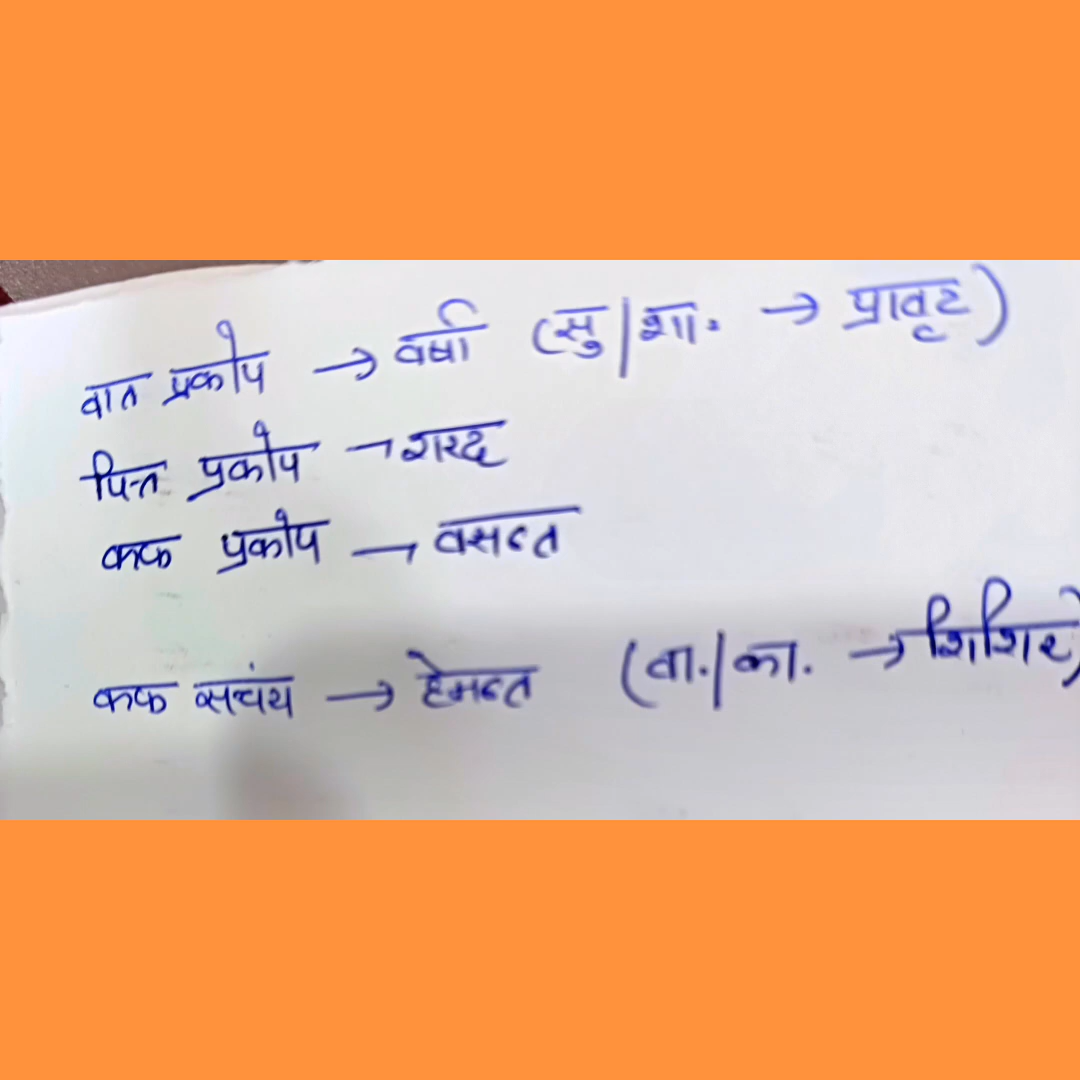 वात प्रकोप → वर्षा (सु/शा. → प्रावृट)
पित्त प्रकोप → शरद
कफ प्रकोप → वसन्त
कफ सचंय → हेमन्त (वा./का. → शिशिर)